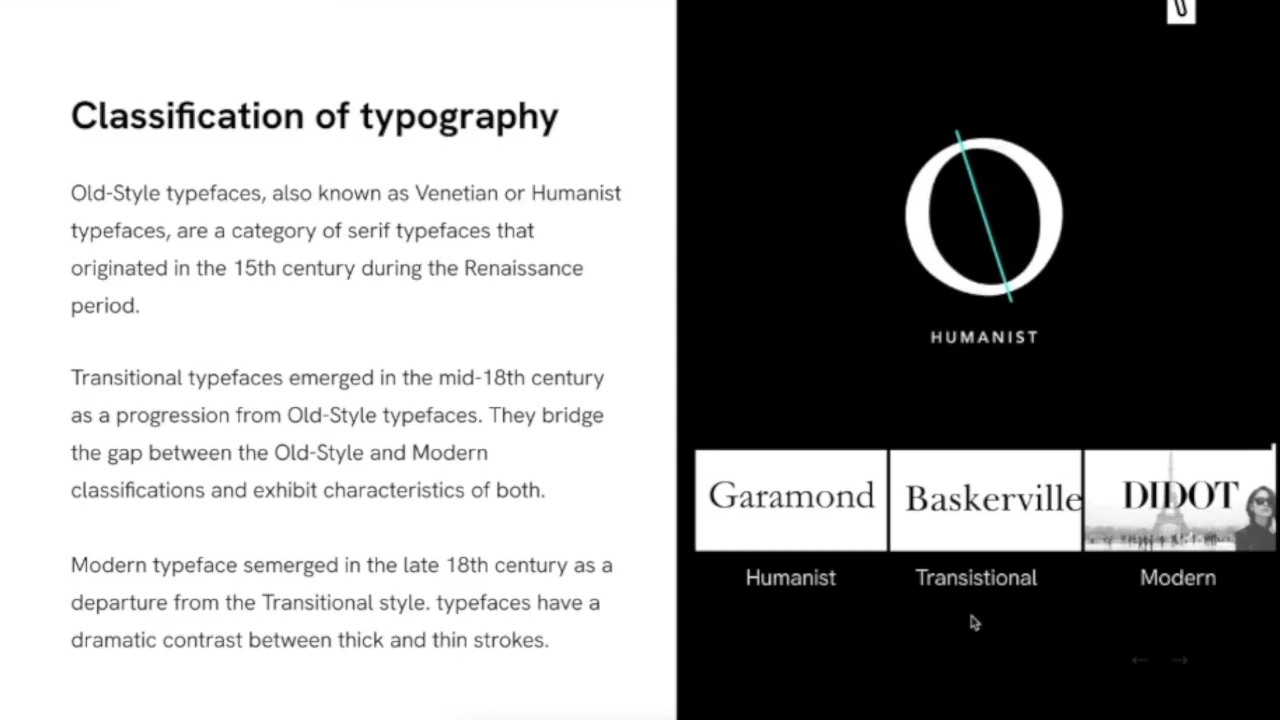 Classification of typography
Old-Style typefaces, also known as Venetian or Humanist
typefaces, are a category of serif typefaces that
originated in the 15th century during the Renaissance
period.
Transitional typefaces emerged in the mid-18th century
as a progression from Old-Style typefaces. They bridge
the gap between the Old-Style and Modern
classifications and exhibit characteristics of both.
Modern typeface semerged in the late 18th century as a
departure from the Transitional style. typefaces have a
dramatic contrast between thick and thin strokes.
O
HUMANIST
Garamond
Baskerville
DIDOT
Humanist
Transistional
Modern